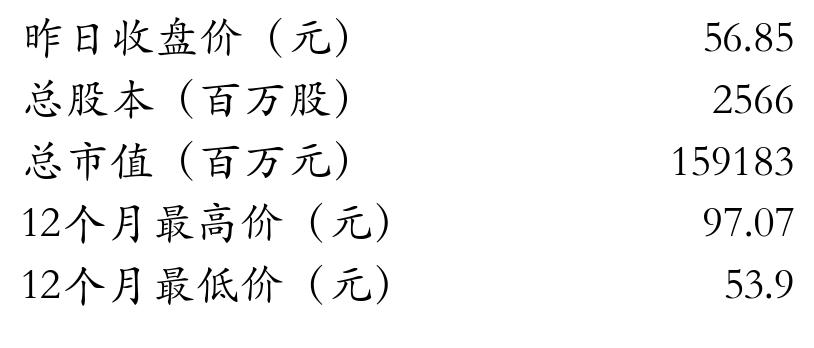 昨日收盘价（元） 56.85
总股本（百万股） 2566
总市值（百万元） 159183
12个月最高价（元） 97.07
12个月最低价（元） 53.9